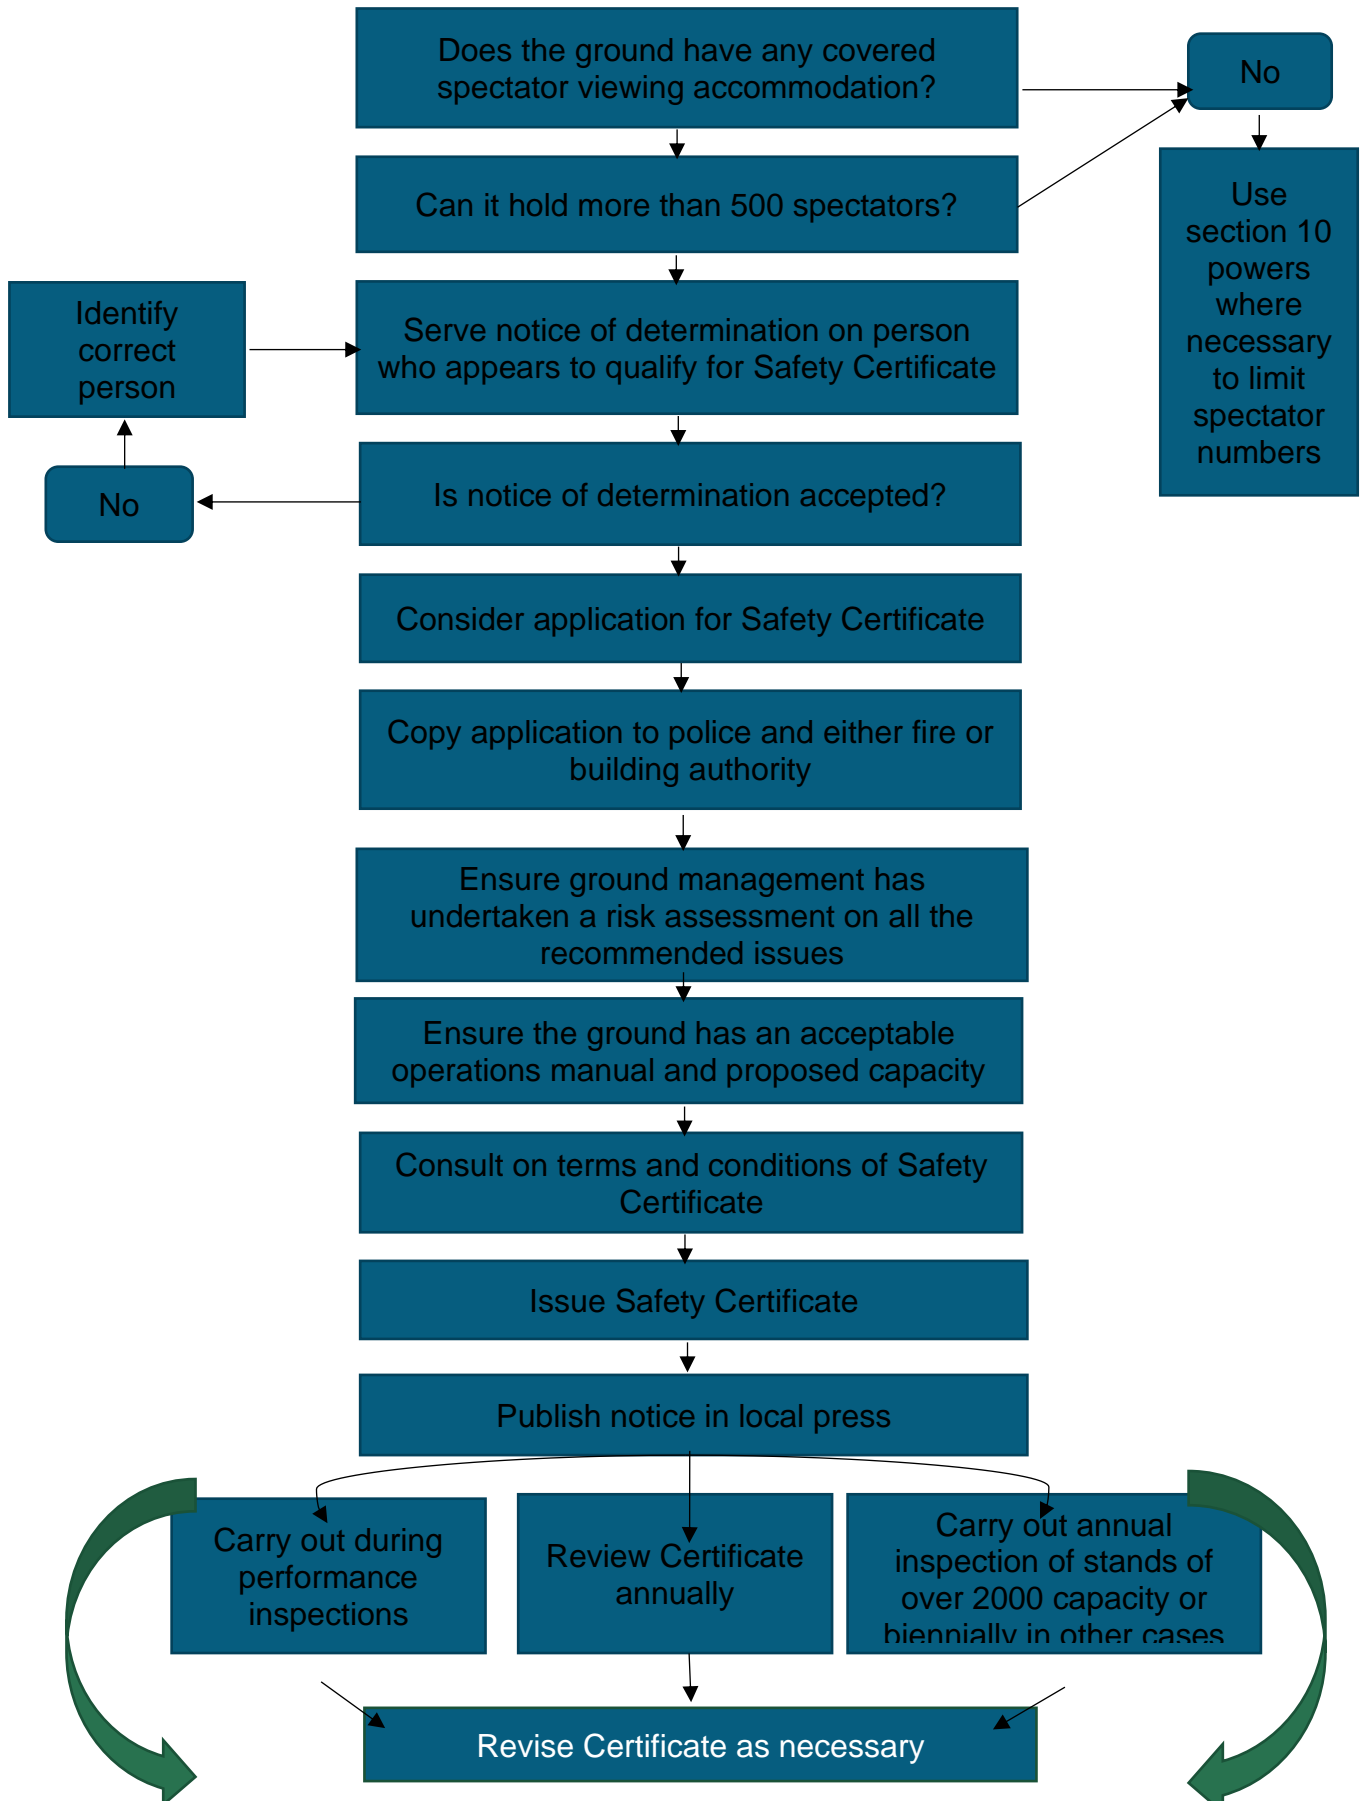 Does the ground have any covered
spectator viewing accommodation?
No
Can it hold more than 500 spectators?
Use
section 10
powers
where
necessary
to limit
spectator
numbers
Identify
correct
person
Serve notice of determination on person
who appears to qualify for Safety Certificate
Is notice of determination accepted?
No
Consider application for Safety Certificate
Copy application to police and either fire or
building authority
Ensure ground management has
undertaken a risk assessment on all the
recommended issues
Ensure the ground has an acceptable
operations manual and proposed capacity
Consult on terms and conditions of Safety
Certificate
Issue Safety Certificate
Publish notice in local press
Carry out during
performance
inspections
Review Certificate
annually
Carry out annual
inspection of stands of
over 2000 capacity or
biennially in other cases
Revise Certificate as necessary